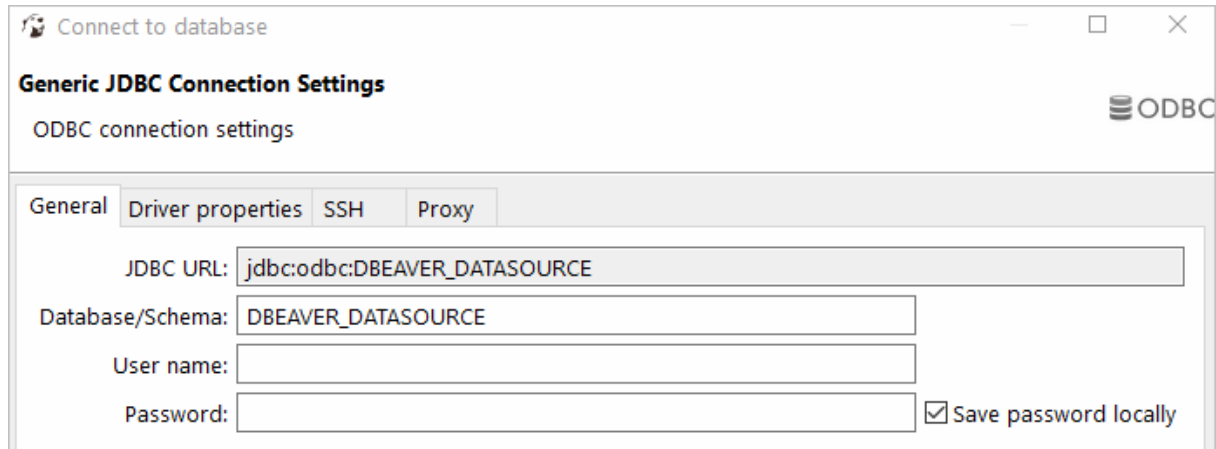 Connect to database
Generic JDBC Connection Settings
ODBC connection settings
ODBC
General Driver properties SSH Proxy
JDBC URL: jdbc:odbc:DBEAVER_DATASOURCE
Database/Schema: DBEAVER_DATASOURCE
User name:
Password: Save password locally